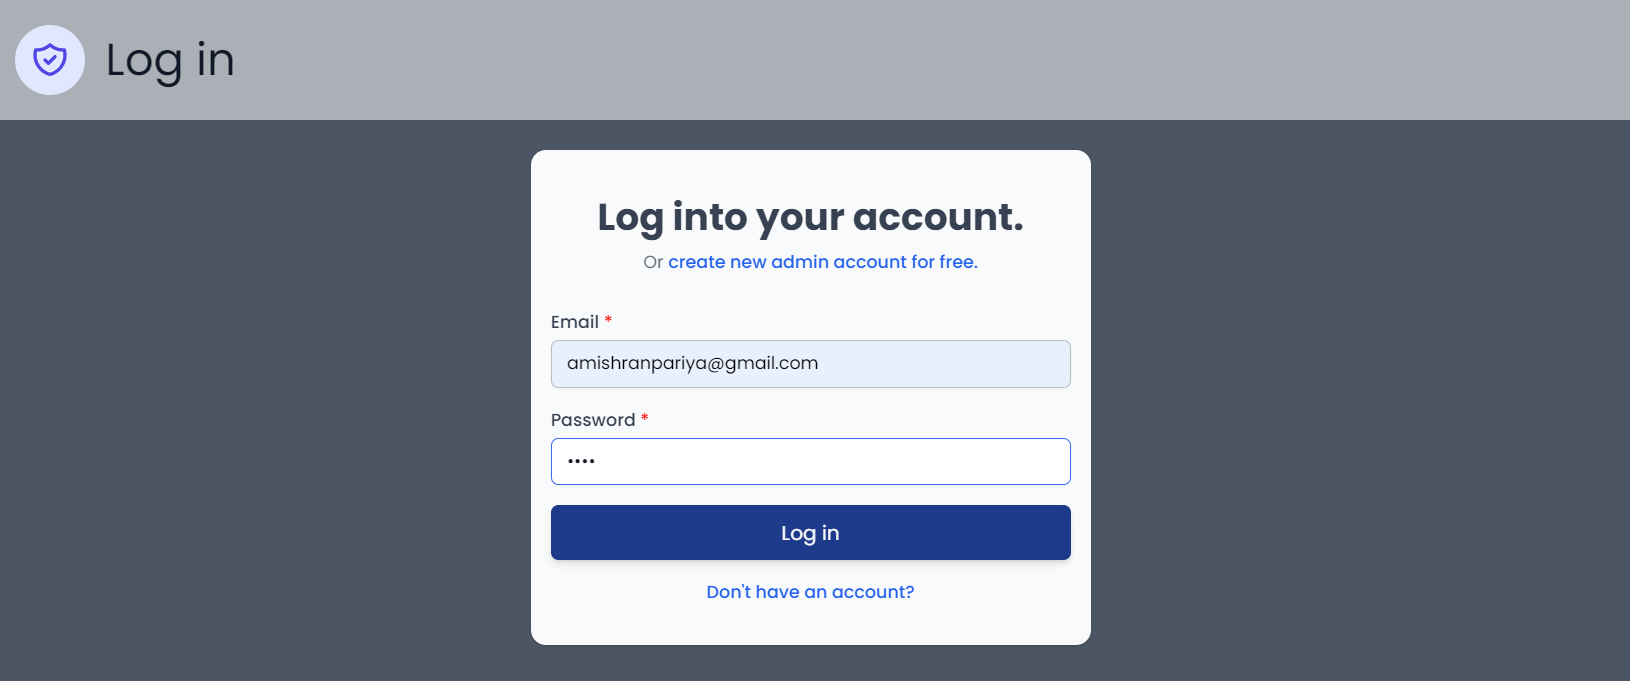 Log in
Log into your account.
Or create new admin account for free.
Email *
amishranpariya@gmail.com
Password *
••••
Log in
Don't have an account?